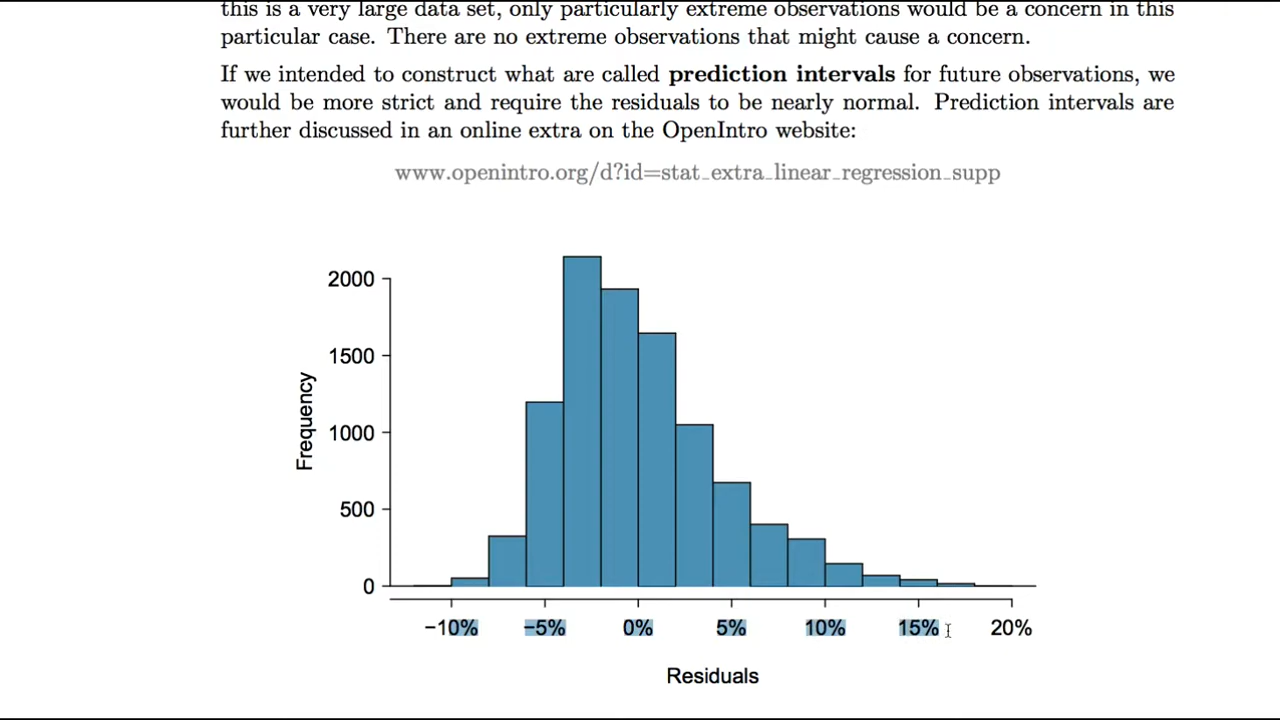 this is a very large data set, only particularly extreme observations would be a concern in this
particular case. There are no extreme observations that might cause a concern.
If we intended to construct what are called prediction intervals for future observations, we
would be more strict and require the residuals to be nearly normal. Prediction intervals are
further discussed in an online extra on the OpenIntro website:
www.openintro.org/d?id=stat_extra_linear_regression_supp
2000
1500
1000
500
0
Frequency
−10% −5% 0% 5% 10% 15% 20%
Residuals